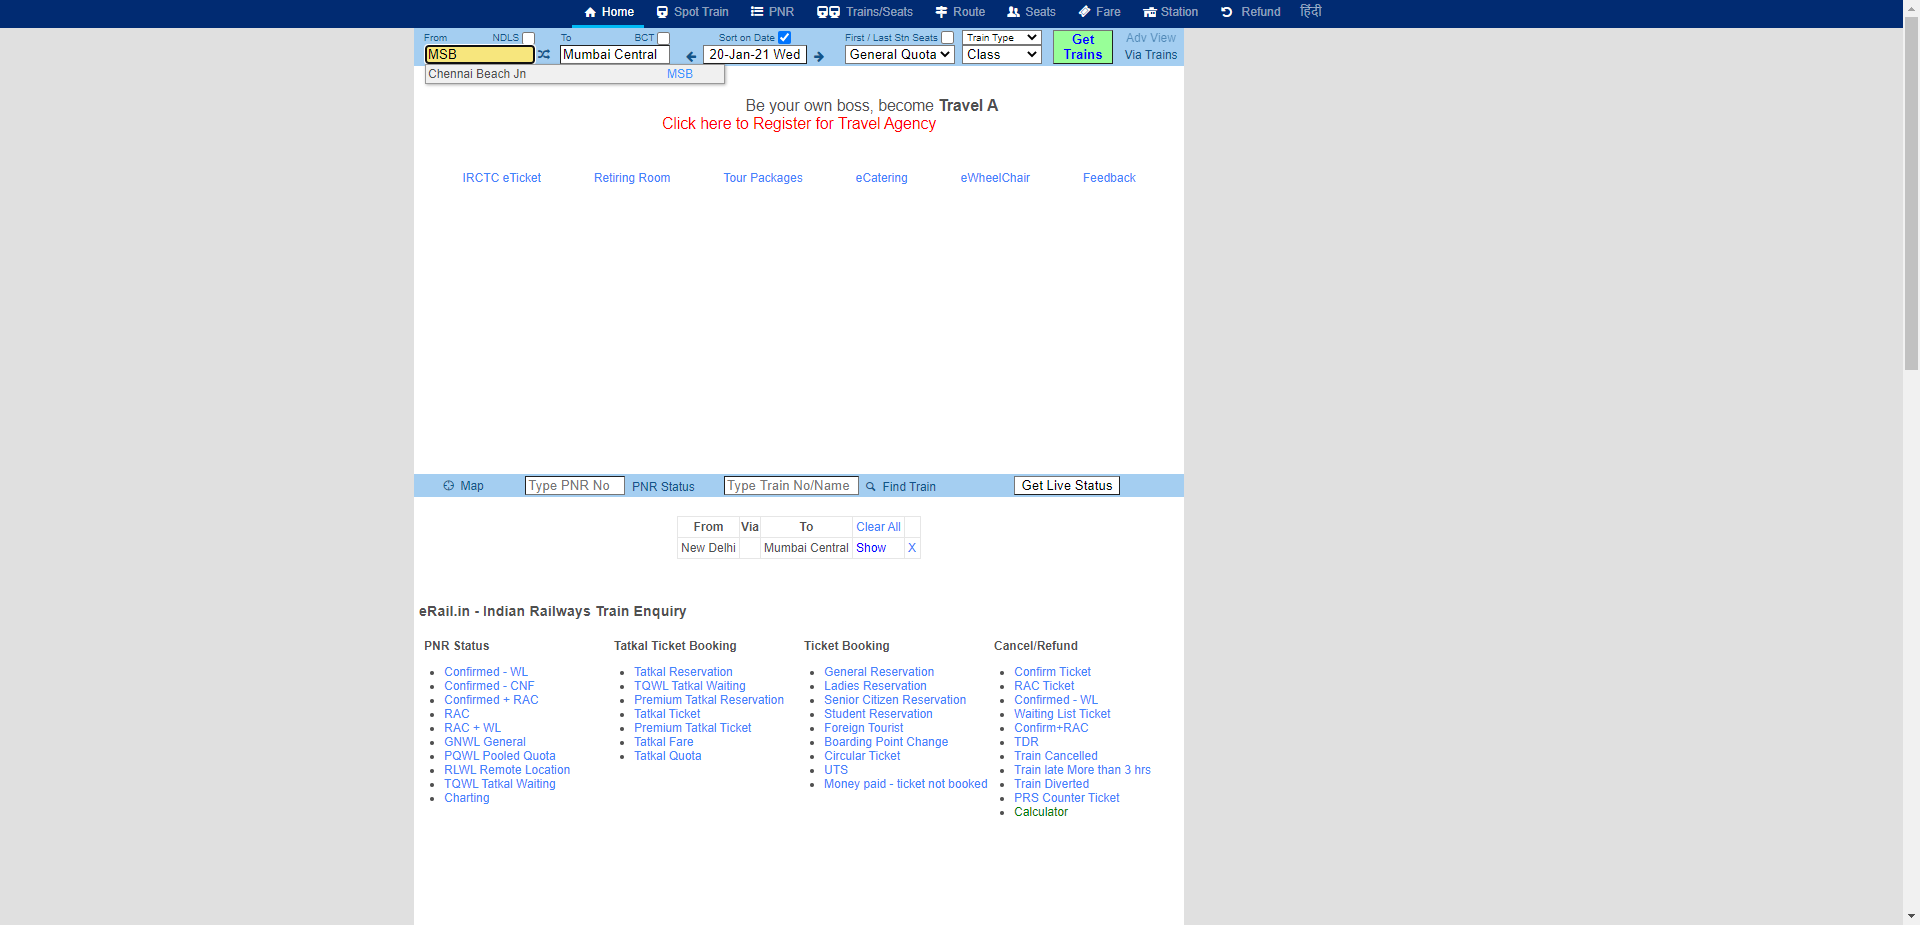 Home Spot Train PNR Trains/Seats Route Seats Fare Station Refund हिंदी
From NDLS To BCT Sort on Date First / Last Stn Seats Train Type Get Trains Adv View
MSB Mumbai Central 20-Jan-21 Wed General Quota Class Via Trains
Chennai Beach Jn MSB
Be your own boss, become Travel A
Click here to Register for Travel Agency
IRCTC eTicket Retiring Room Tour Packages eCatering eWheelChair Feedback
Map Type PNR No PNR Status Type Train No/Name Find Train Get Live Status
From Via To Clear All
New Delhi Mumbai Central Show X
eRail.in - Indian Railways Train Enquiry
PNR Status
Confirmed - WL
Confirmed - CNF
Confirmed + RAC
RAC
RAC + WL
GNWL General
PQWL Pooled Quota
RLWL Remote Location
TQWL Tatkal Waiting
Charting
Tatkal Ticket Booking
Tatkal Reservation
TQWL Tatkal Waiting
Premium Tatkal Reservation
Tatkal Ticket
Premium Tatkal Ticket
Tatkal Fare
Tatkal Quota
Ticket Booking
General Reservation
Ladies Reservation
Senior Citizen Reservation
Student Reservation
Foreign Tourist
Boarding Point Change
Circular Ticket
UTS
Money paid - ticket not booked
Cancel/Refund
Confirm Ticket
RAC Ticket
Confirmed - WL
Waiting List Ticket
Confirm+RAC
TDR
Train Cancelled
Train late More than 3 hrs
Train Diverted
PRS Counter Ticket
Calculator